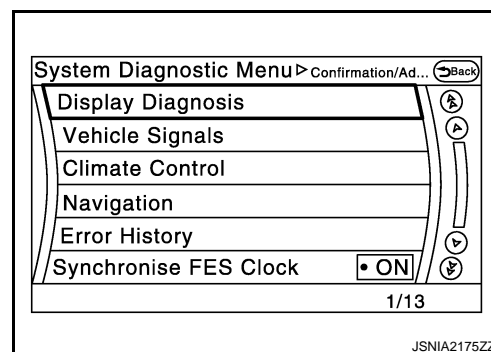 System Diagnostic Menu▷Confirmation/Ad... Back
Display Diagnosis
Vehicle Signals
Climate Control
Navigation
Error History
Synchronise FES Clock • ON
1/13
JSNIA2175ZZ